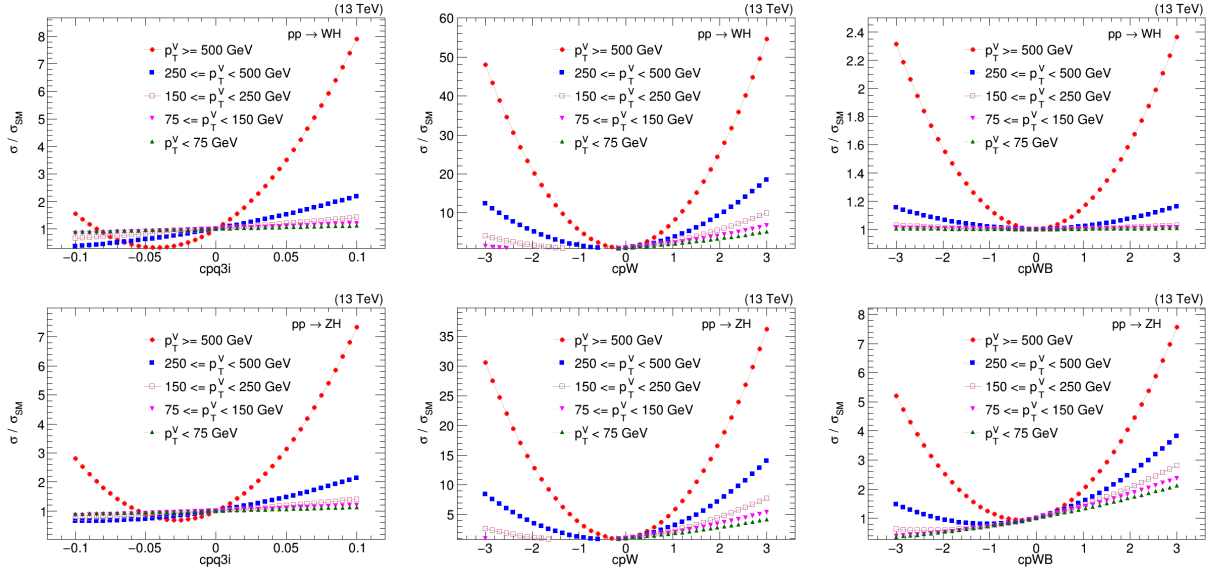 (13 TeV)
pp → WH
p_T^V >= 500 GeV
250 <= p_T^V < 500 GeV
150 <= p_T^V < 250 GeV
75 <= p_T^V < 150 GeV
p_T^V < 75 GeV
σ / σ_SM
8
7
6
5
4
3
2
1
−0.1
−0.05
0
0.05
0.1
cpq3i
(13 TeV)
pp → WH
p_T^V >= 500 GeV
250 <= p_T^V < 500 GeV
150 <= p_T^V < 250 GeV
75 <= p_T^V < 150 GeV
p_T^V < 75 GeV
σ / σ_SM
60
50
40
30
20
10
−3
−2
−1
0
1
2
3
cpW
(13 TeV)
pp → WH
p_T^V >= 500 GeV
250 <= p_T^V < 500 GeV
150 <= p_T^V < 250 GeV
75 <= p_T^V < 150 GeV
p_T^V < 75 GeV
σ / σ_SM
2.4
2.2
2
1.8
1.6
1.4
1.2
1
−3
−2
−1
0
1
2
3
cpWB
(13 TeV)
pp → ZH
p_T^V >= 500 GeV
250 <= p_T^V < 500 GeV
150 <= p_T^V < 250 GeV
75 <= p_T^V < 150 GeV
p_T^V < 75 GeV
σ / σ_SM
7
6
5
4
3
2
1
−0.1
−0.05
0
0.05
0.1
cpq3i
(13 TeV)
pp → ZH
p_T^V >= 500 GeV
250 <= p_T^V < 500 GeV
150 <= p_T^V < 250 GeV
75 <= p_T^V < 150 GeV
p_T^V < 75 GeV
σ / σ_SM
35
30
25
20
15
10
5
−3
−2
−1
0
1
2
3
cpW
(13 TeV)
pp → ZH
p_T^V >= 500 GeV
250 <= p_T^V < 500 GeV
150 <= p_T^V < 250 GeV
75 <= p_T^V < 150 GeV
p_T^V < 75 GeV
σ / σ_SM
8
7
6
5
4
3
2
1
−3
−2
−1
0
1
2
3
cpWB